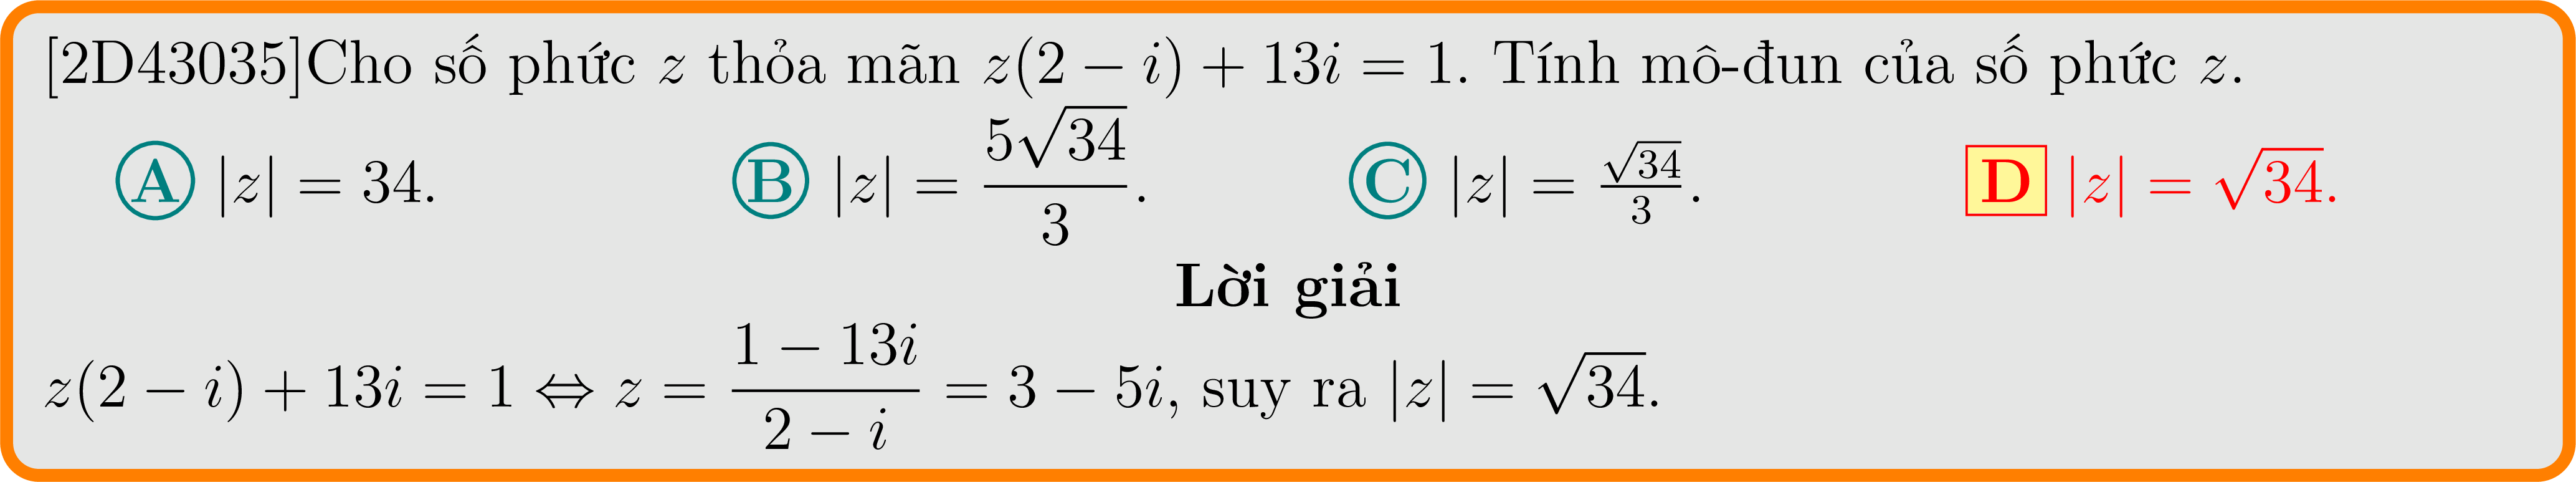 [2D43035]Cho số phức z thỏa mãn z(2 − i) + 13i = 1. Tính mô-đun của số phức z.
A |z| = 34. B |z| = \frac{5\sqrt{34}}{3}. C |z| = \frac{\sqrt{34}}{3}. D |z| = \sqrt{34}.
Lời giải
z(2 − i) + 13i = 1 ⇔ z = \frac{1 − 13i}{2 − i} = 3 − 5i, suy ra |z| = \sqrt{34}.